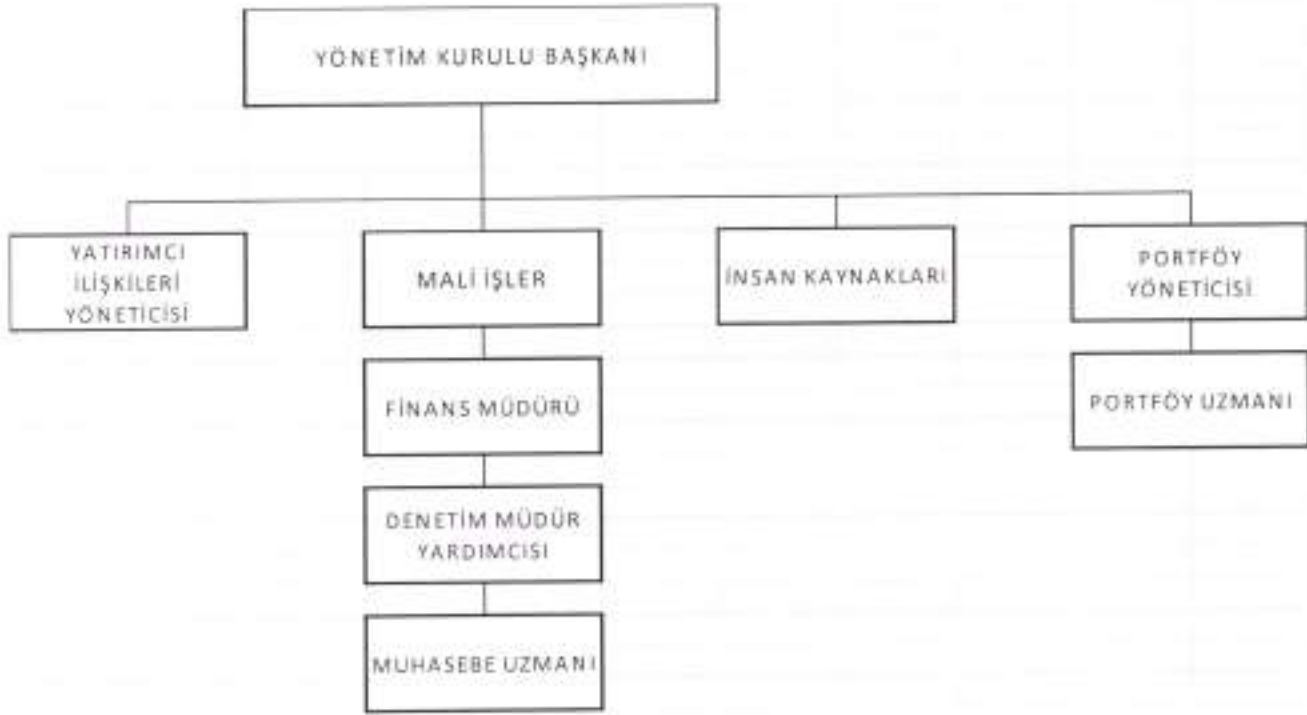 YÖNETİM KURULU BAŞKANI
YATIRIMCI
İLİŞKİLERİ
YÖNETİCİSİ
MALİ İŞLER
İNSAN KAYNAKLARI
PORTFÖY
YÖNETİCİSİ
FİNANS MÜDÜRÜ
PORTFÖY UZMANI
DENETİM MÜDÜR
YARDIMCISI
MUHASEBE UZMANI